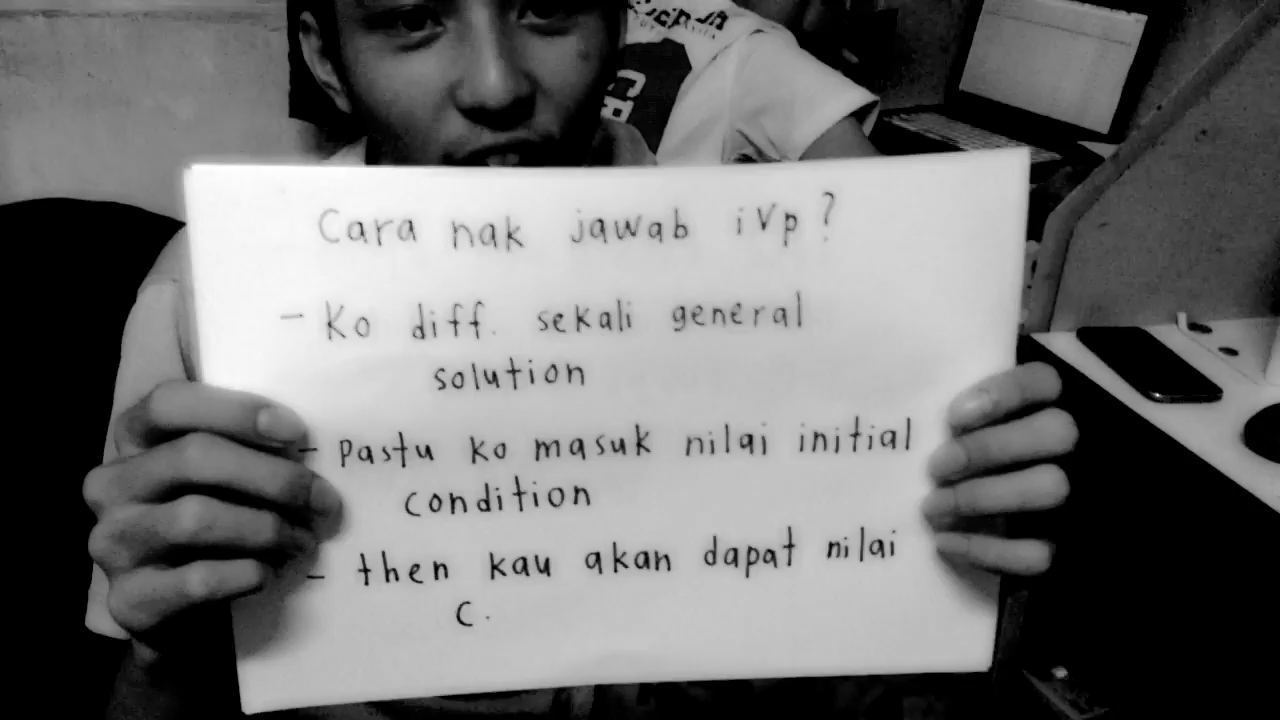 Cara nak jawab iVp?
- Ko diff. sekali general
solution
- Pastu ko masuk nilai initial
condition
- then kau akan dapat nilai
C.
CR